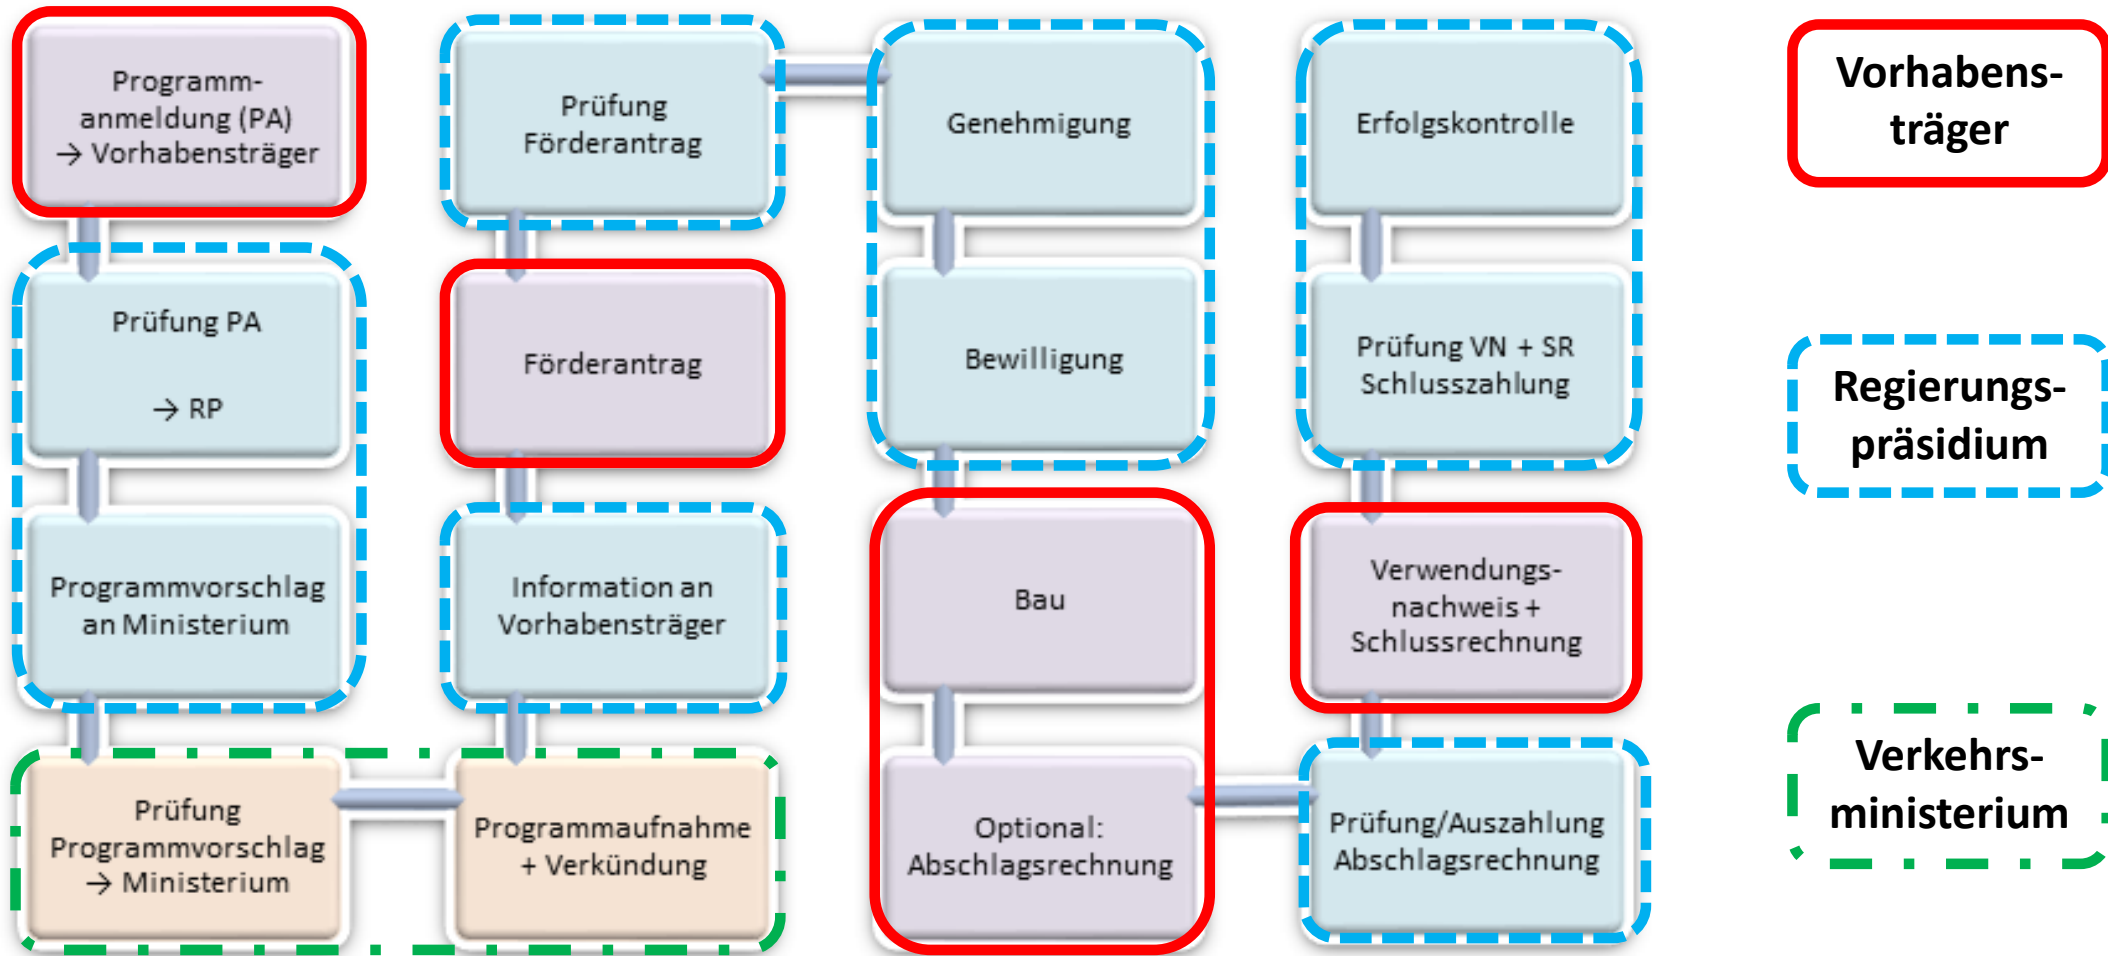 Programm-
anmeldung (PA)
→ Vorhabensträger
Prüfung PA
→ RP
Programmvorschlag
an Ministerium
Prüfung
Programmvorschlag
→ Ministerium
Programmaufnahme
+ Verkündung
Information an
Vorhabensträger
Förderantrag
Prüfung
Förderantrag
Genehmigung
Bewilligung
Bau
Optional:
Abschlagsrechnung
Prüfung/Auszahlung
Abschlagsrechnung
Verwendungs-
nachweis +
Schlussrechnung
Prüfung VN + SR
Schlusszahlung
Erfolgskontrolle
Vorhabens-
träger
Regierungs-
präsidium
Verkehrs-
ministerium